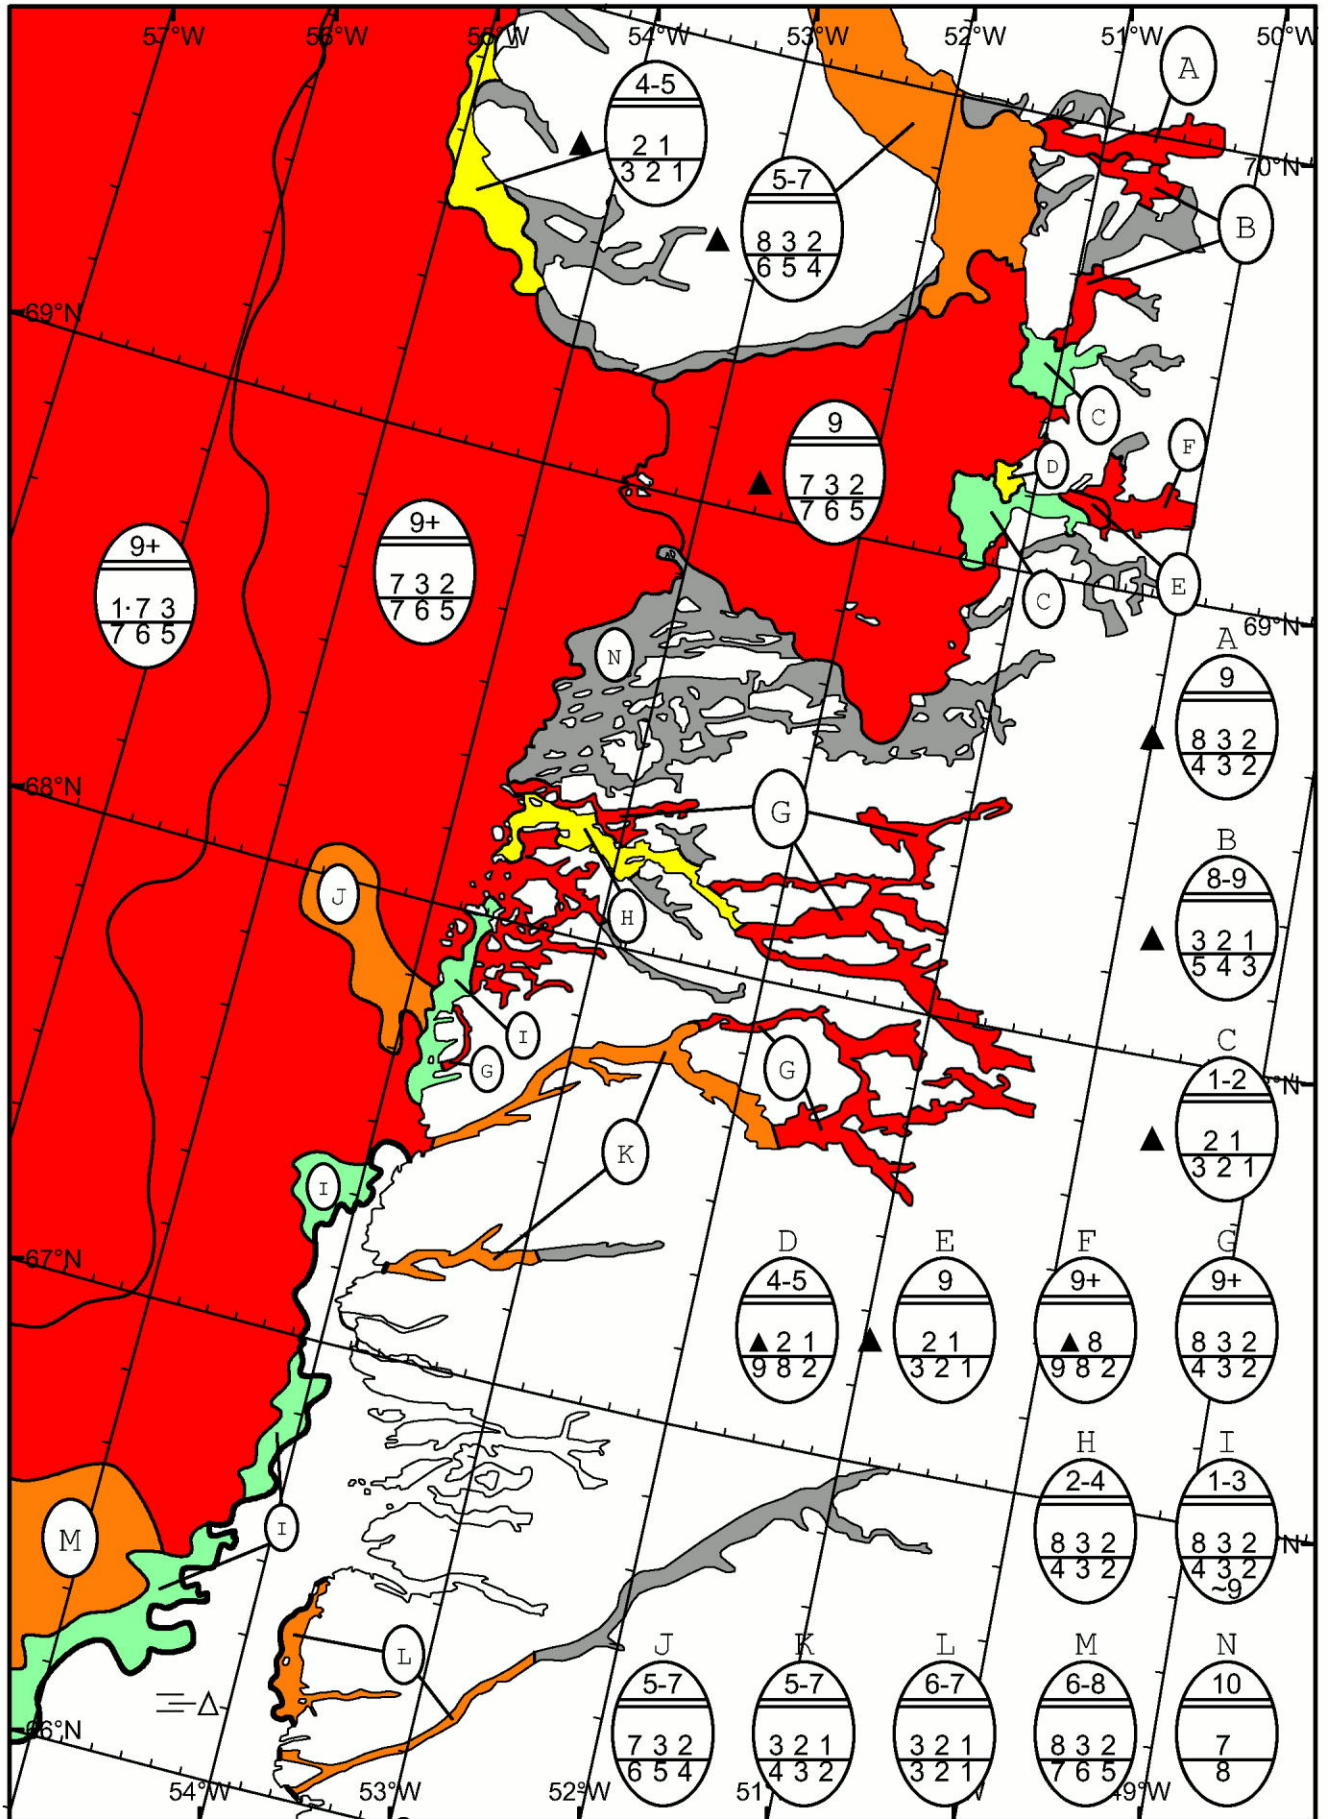 57°W 56°W 55°W 54°W 53°W 52°W 51°W 50°W
A
4-5
2 1
3 2 1
5-7
8 3 2
6 5 4
70°N
B
69°N
C
9
7 3 2
7 6 5
F
D
9+
1·7 3
7 6 5
9+
7 3 2
7 6 5
C
E
69°N
N
A
9
8 3 2
4 3 2
68°N
G
B
8-9
3 2 1
5 4 3
J
H
I
G
G
C
1-2
2 1
3 2 1
°N
K
I
67°N
D
4-5
▲ 2 1
9 8 2
E
9
2 1
3 2 1
F
9+
▲ 8
9 8 2
G
9+
8 3 2
4 3 2
H
2-4
8 3 2
4 3 2
I
1-3
8 3 2
4 3 2
~9
M
I
N
L
J
5-7
7 3 2
6 5 4
K
5-7
3 2 1
4 3 2
L
6-7
3 2 1
3 2 1
M
6-8
8 3 2
7 6 5
N
10
7
8
66°N
54°W 53°W 52°W 51° 49°W